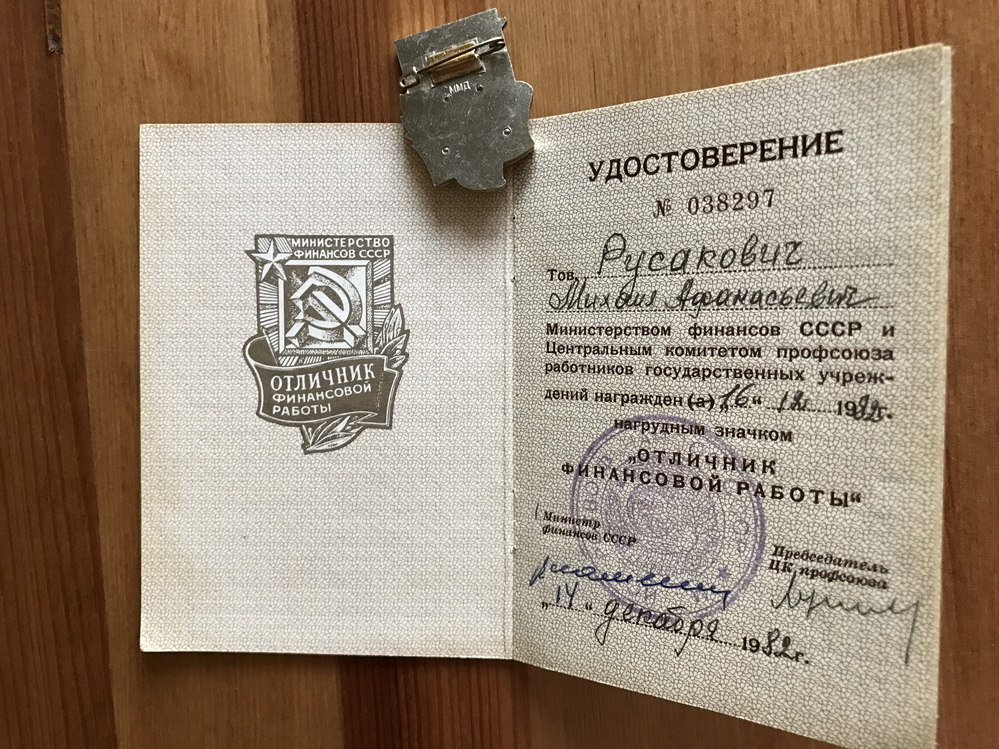 ММД
МИНИСТЕРСТВО
ФИНАНСОВ СССР
ОТЛИЧНИК
ФИНАНСОВОЙ
РАБОТЫ
УДОСТОВЕРЕНИЕ
№ 038297
Тов. Русакович
Михаил Афанасьевич
Министерством финансов СССР и
Центральным комитетом профсоюза
работников государственных учреж-
дений награжден (а) „16“ 12 1982г.
нагрудным значком
„ОТЛИЧНИК
ФИНАНСОВОЙ РАБОТЫ“
Министр
финансов СССР
Председатель
ЦК профсоюза
„14“ декабря 1982г.